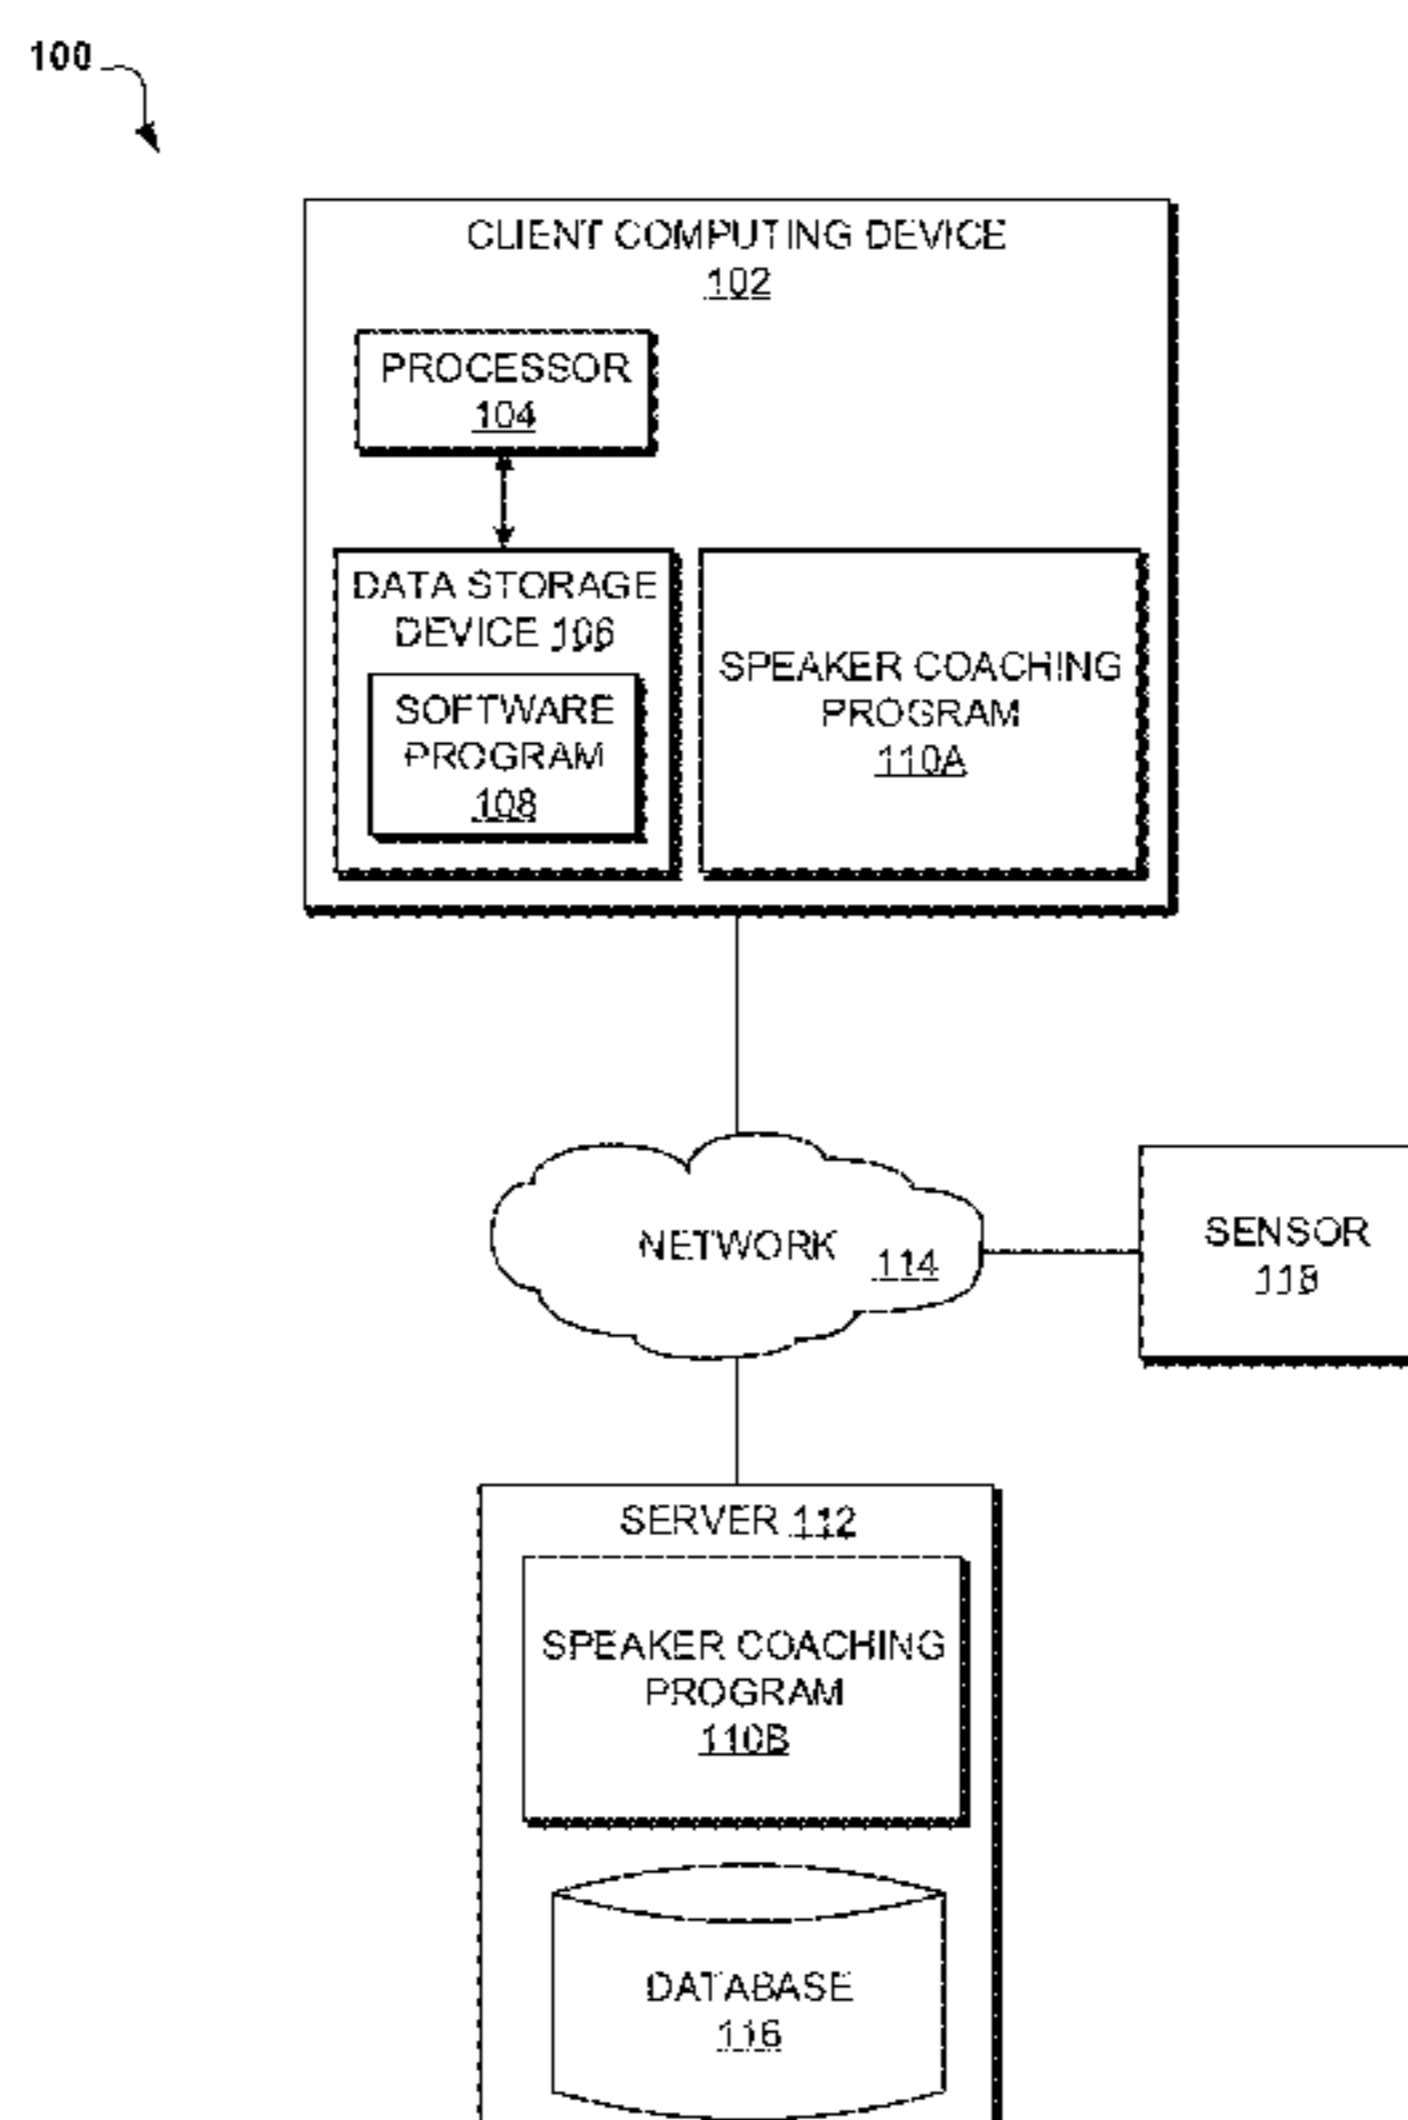 100
CLIENT COMPUTING DEVICE
102
PROCESSOR
104
DATA STORAGE
DEVICE 106
SOFTWARE
PROGRAM
108
SPEAKER COACHING
PROGRAM
110A
NETWORK 114
SENSOR
118
SERVER 112
SPEAKER COACHING
PROGRAM
110B
DATABASE
116